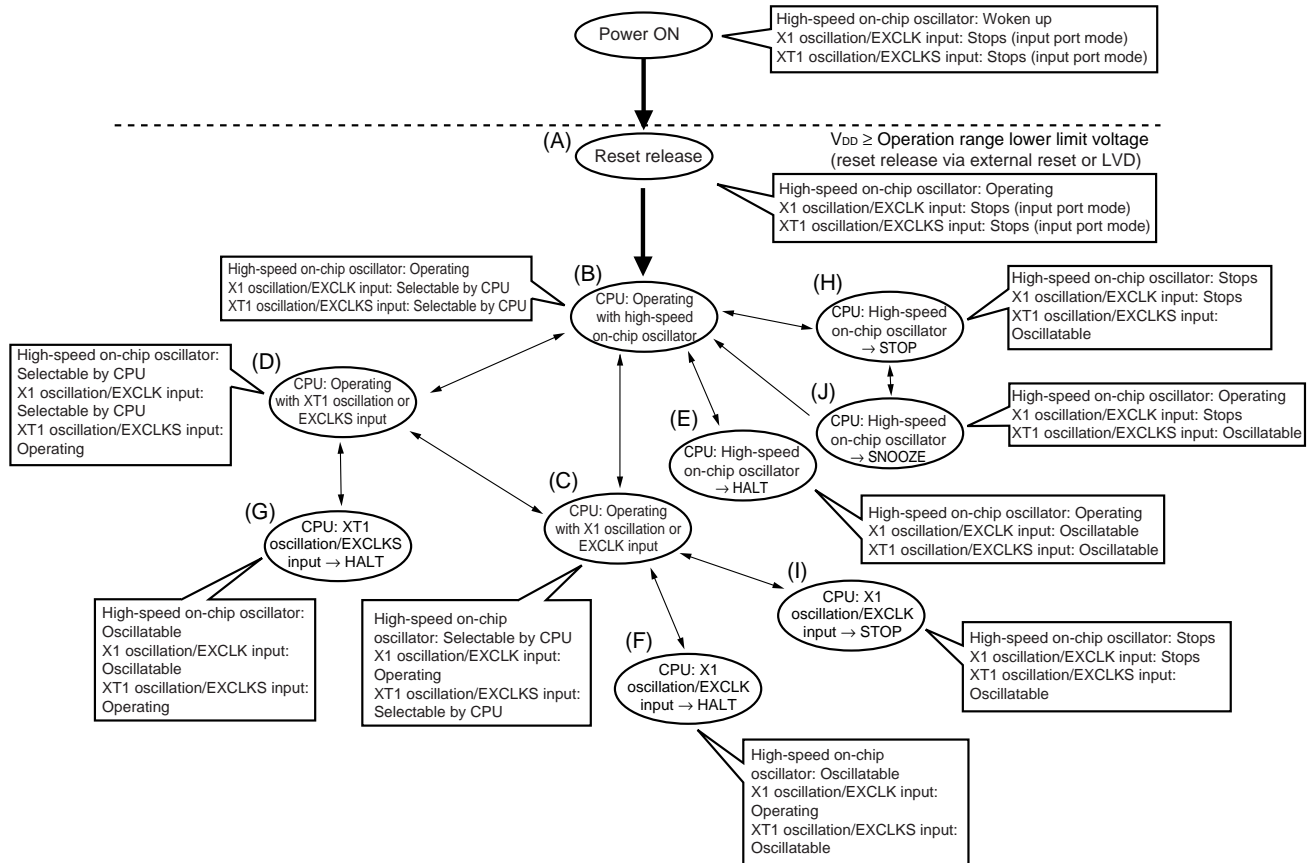 Power ON
High-speed on-chip oscillator: Woken up
X1 oscillation/EXCLK input: Stops (input port mode)
XT1 oscillation/EXCLKS input: Stops (input port mode)
(A)
Reset release
VDD ≥ Operation range lower limit voltage
(reset release via external reset or LVD)
High-speed on-chip oscillator: Operating
X1 oscillation/EXCLK input: Stops (input port mode)
XT1 oscillation/EXCLKS input: Stops (input port mode)
High-speed on-chip oscillator: Operating
X1 oscillation/EXCLK input: Selectable by CPU
XT1 oscillation/EXCLKS input: Selectable by CPU
(B)
CPU: Operating
with high-speed
on-chip oscillator
(H)
CPU: High-speed
on-chip oscillator
→ STOP
High-speed on-chip oscillator: Stops
X1 oscillation/EXCLK input: Stops
XT1 oscillation/EXCLKS input:
Oscillatable
High-speed on-chip oscillator:
Selectable by CPU
X1 oscillation/EXCLK input:
Selectable by CPU
XT1 oscillation/EXCLKS input:
Operating
(D)
CPU: Operating
with XT1 oscillation or
EXCLKS input
(J)
CPU: High-speed
on-chip oscillator
→ SNOOZE
High-speed on-chip oscillator: Operating
X1 oscillation/EXCLK input: Stops
XT1 oscillation/EXCLKS input: Oscillatable
(E)
CPU: High-speed
on-chip oscillator
→ HALT
High-speed on-chip oscillator: Operating
X1 oscillation/EXCLK input: Oscillatable
XT1 oscillation/EXCLKS input: Oscillatable
(G)
CPU: XT1
oscillation/EXCLKS
input → HALT
(C)
CPU: Operating
with X1 oscillation or
EXCLK input
(I)
CPU: X1
oscillation/EXCLK
input → STOP
High-speed on-chip oscillator:
Oscillatable
X1 oscillation/EXCLK input:
Oscillatable
XT1 oscillation/EXCLKS input:
Operating
High-speed on-chip
oscillator: Selectable by CPU
X1 oscillation/EXCLK input:
Operating
XT1 oscillation/EXCLKS input:
Selectable by CPU
(F)
CPU: X1
oscillation/EXCLK
input → HALT
High-speed on-chip oscillator: Stops
X1 oscillation/EXCLK input: Stops
XT1 oscillation/EXCLKS input:
Oscillatable
High-speed on-chip
oscillator: Oscillatable
X1 oscillation/EXCLK input:
Operating
XT1 oscillation/EXCLKS input:
Oscillatable